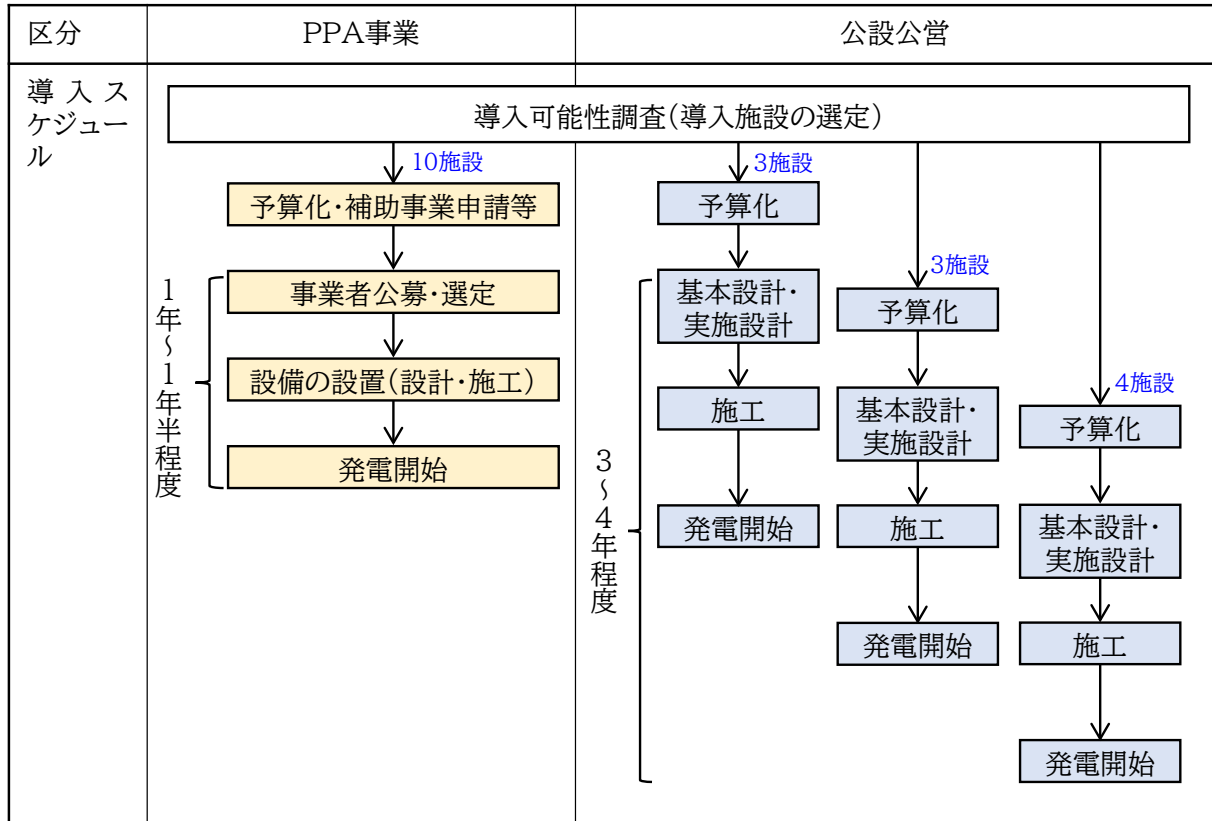 区分
PPA事業
公設公営
導入ス
ケジュー
ル
導入可能性調査(導入施設の選定)
10施設
予算化・補助事業申請等
事業者公募・選定
設備の設置(設計・施工)
発電開始
1年~1年半程度
3施設
予算化
基本設計・
実施設計
施工
発電開始
3施設
予算化
基本設計・
実施設計
施工
発電開始
4施設
予算化
基本設計・
実施設計
施工
発電開始
3~4年程度